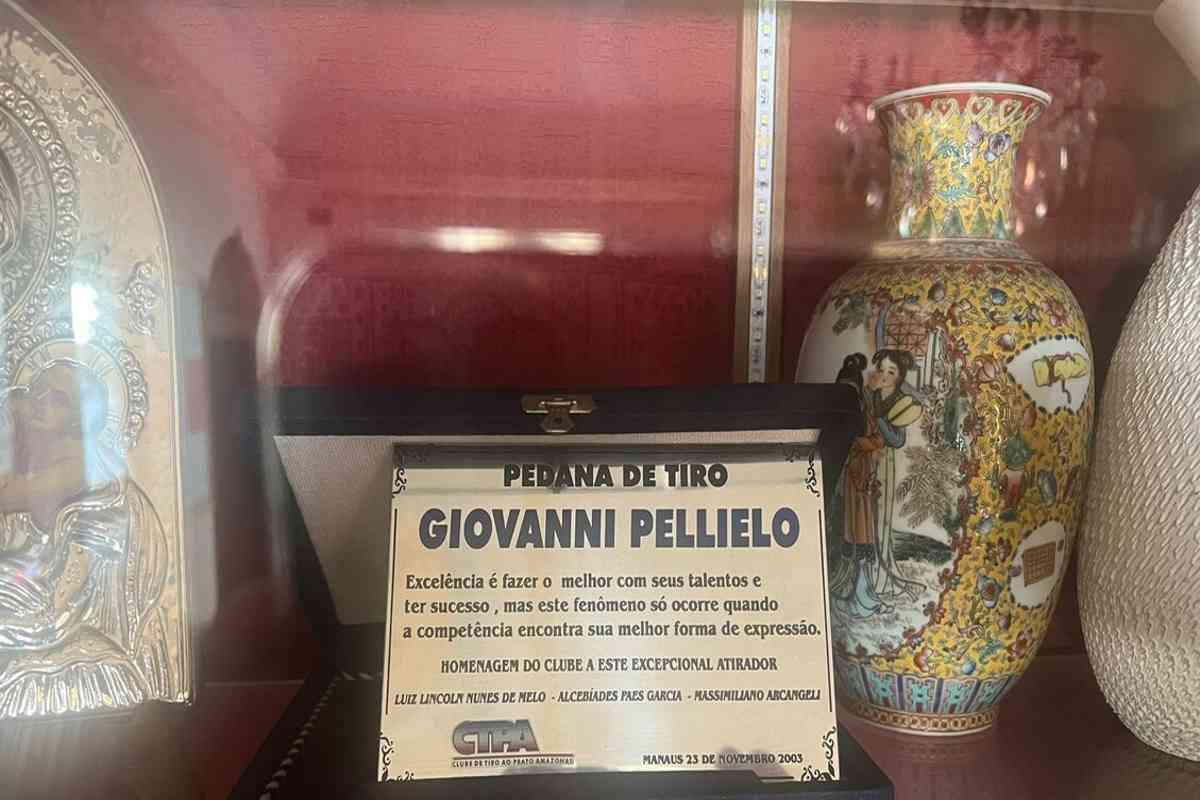 PEDANA DE TIRO
GIOVANNI PELLIELO
Excelência é fazer o melhor com seus talentos e
ter sucesso , mas este fenômeno só ocorre quando
a competência encontra sua melhor forma de expressão.
HOMENAGEM DO CLUBE A ESTE EXCEPCIONAL ATIRADOR
LUIZ LINCOLN NUNES DE MELO - ALCEBÍADES PAES GARCIA - MASSIMILIANO ARCANGELI
CTPA
CLUBE DE TIRO AO PRATO AMAZONAS
MANAUS 23 DE NOVEMBRO 2003